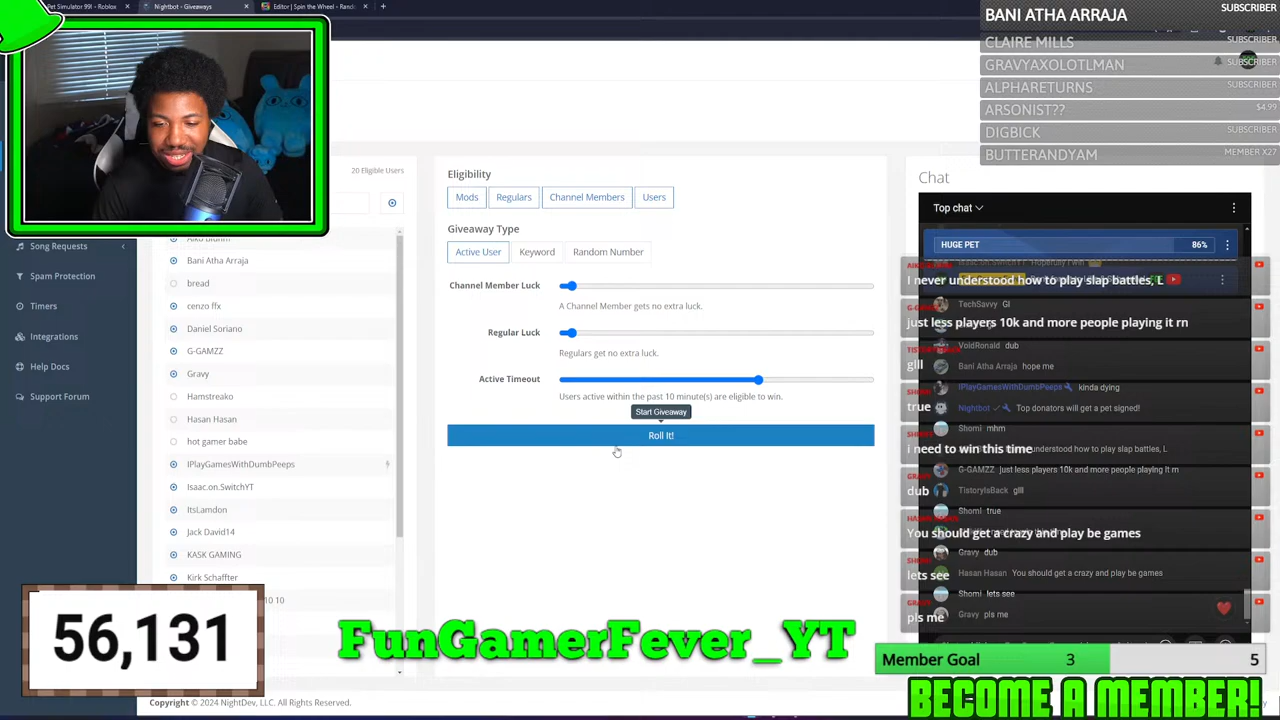 Pet Simulator 99! - Roblox
Nightbot - Giveaways
Editor | Spin the Wheel - Rand
BANI ATHA ARRAJA SUBSCRIBER
CLAIRE MILLS SUBSCRIBER
GRAVYAXOLOTLMAN SUBSCRIBER
ALPHARETURNS SUBSCRIBER
ARSONIST?? $4.99
DIGBICK SUBSCRIBER
BUTTERANDYAM MEMBER X27
20 Eligible Users
Bani Atha Arraja
bread
cenzo ffx
Daniel Soriano
G-GAMZZ
Gravy
Hamstreako
Hasan Hasan
hot gamer babe
IPlayGamesWithDumbPeeps
Isaac.on.SwitchYT
ItsLamdon
Jack David14
KASK GAMING
Kirk Schaffter
10 10
Song Requests
Spam Protection
Timers
Integrations
Help Docs
Support Forum
Eligibility
Mods Regulars Channel Members Users
Giveaway Type
Active User Keyword Random Number
Channel Member Luck
A Channel Member gets no extra luck.
Regular Luck
Regulars get no extra luck.
Active Timeout
Users active within the past 10 minute(s) are eligible to win.
Start Giveaway
Roll It!
Chat
Top chat
HUGE PET 86%
I never understood how to play slap battles, L
TechSavvy Gl
just less players 10k and more people playing it rn
VoidRonald dub
glll
Bani Atha Arraja hope me
IPlayGamesWithDumbPeeps kinda dying
true
Nightbot Top donators will get a pet signed!
Shomi mhm
i need to win this time
understood how to play slap battles, L
G-GAMZZ just less players 10k and more people playing it rn
dub
TistoryIsBack glll
Shomi true
You should get a crazy and play be games
Gravy dub
Hasan Hasan You should get a crazy and play be games
lets see
Shomi lets see
pls me
Gravy pls me
56,131
FunGamerFever_YT
Member Goal 3 5
BECOME A MEMBER!
Copyright © 2024 NightDev, LLC. All Rights Reserved.